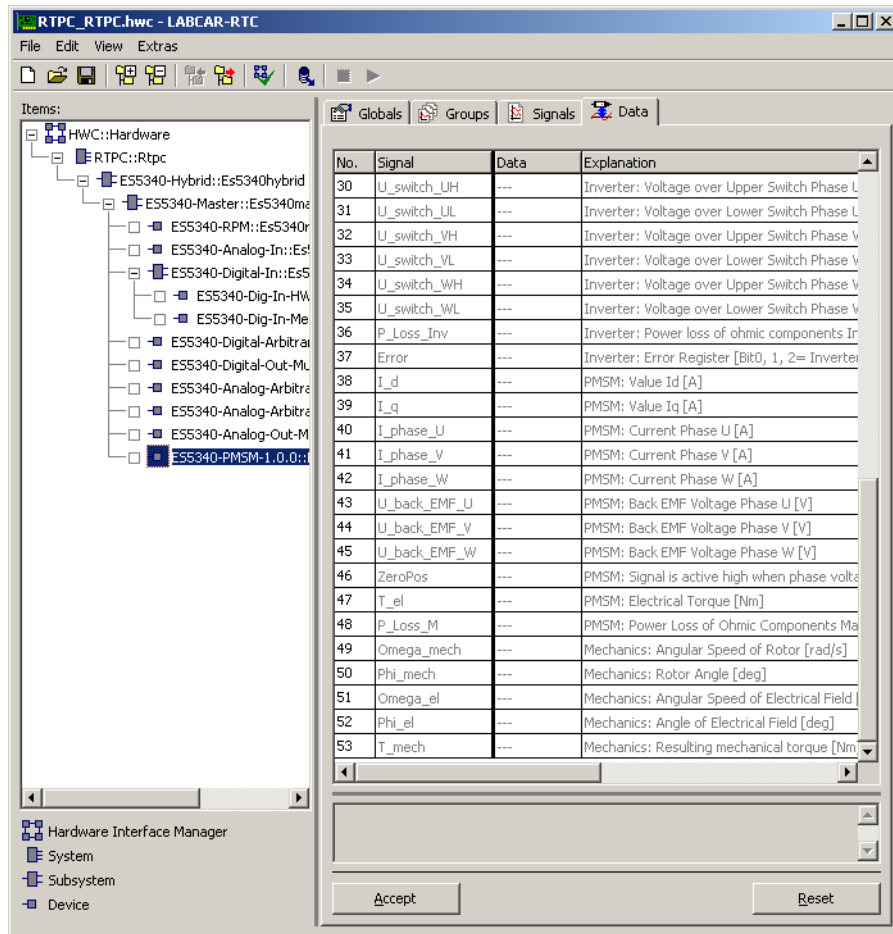 RTPC_RTPC.hwc - LABCAR-RTC
File Edit View Extras
Items:
HWC::Hardware
RTPC::Rtpc
ES5340-Hybrid::Es5340hybrid
ES5340-Master::Es5340ma
ES5340-RPM::Es5340r
ES5340-Analog-In::Es!
ES5340-Digital-In::Es5
ES5340-Dig-In-HW
ES5340-Dig-In-Me
ES5340-Digital-Arbitrar
ES5340-Digital-Out-Mu
ES5340-Analog-Arbitra
ES5340-Analog-Arbitra
ES5340-Analog-Out-M
ES5340-PMSM-1.0.0::
Hardware Interface Manager
System
Subsystem
Device
Globals Groups Signals Data
No. Signal Data Explanation
30 U_switch_UH --- Inverter: Voltage over Upper Switch Phase U
31 U_switch_UL --- Inverter: Voltage over Lower Switch Phase U
32 U_switch_VH --- Inverter: Voltage over Upper Switch Phase V
33 U_switch_VL --- Inverter: Voltage over Lower Switch Phase V
34 U_switch_WH --- Inverter: Voltage over Upper Switch Phase W
35 U_switch_WL --- Inverter: Voltage over Lower Switch Phase W
36 P_Loss_Inv --- Inverter: Power loss of ohmic components In
37 Error --- Inverter: Error Register [Bit0, 1, 2= Inverter
38 I_d --- PMSM: Value Id [A]
39 I_q --- PMSM: Value Iq [A]
40 I_phase_U --- PMSM: Current Phase U [A]
41 I_phase_V --- PMSM: Current Phase V [A]
42 I_phase_W --- PMSM: Current Phase W [A]
43 U_back_EMF_U --- PMSM: Back EMF Voltage Phase U [V]
44 U_back_EMF_V --- PMSM: Back EMF Voltage Phase V [V]
45 U_back_EMF_W --- PMSM: Back EMF Voltage Phase W [V]
46 ZeroPos --- PMSM: Signal is active high when phase volta
47 T_el --- PMSM: Electrical Torque [Nm]
48 P_Loss_M --- PMSM: Power Loss of Ohmic Components Ma
49 Omega_mech --- Mechanics: Angular Speed of Rotor [rad/s]
50 Phi_mech --- Mechanics: Rotor Angle [deg]
51 Omega_el --- Mechanics: Angular Speed of Electrical Field [
52 Phi_el --- Mechanics: Angle of Electrical Field [deg]
53 T_mech --- Mechanics: Resulting mechanical torque [Nm
Accept Reset